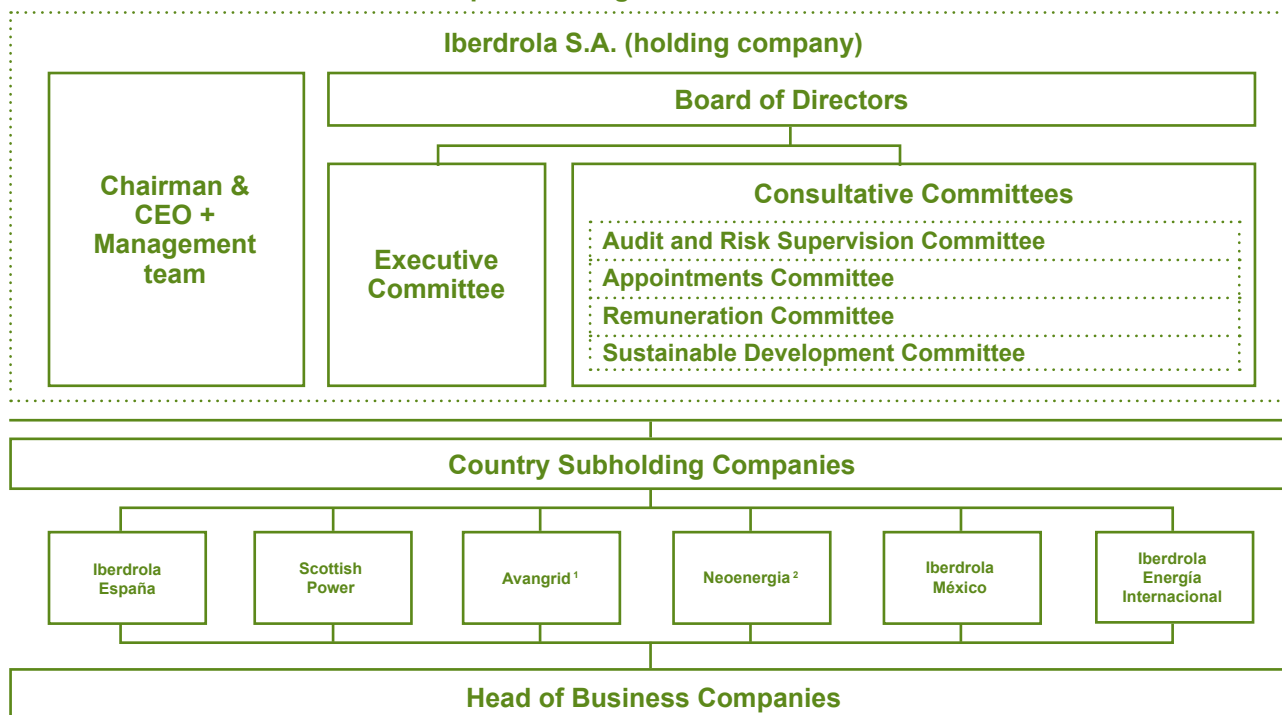 Iberdrola S.A. (holding company)
Board of Directors
Chairman &
CEO +
Management
team
Executive
Committee
Consultative Committees
Audit and Risk Supervision Committee
Appointments Committee
Remuneration Committee
Sustainable Development Committee
Country Subholding Companies
Iberdrola
España
Scottish
Power
Avangrid ¹
Neoenergia ²
Iberdrola
México
Iberdrola
Energía
Internacional
Head of Business Companies